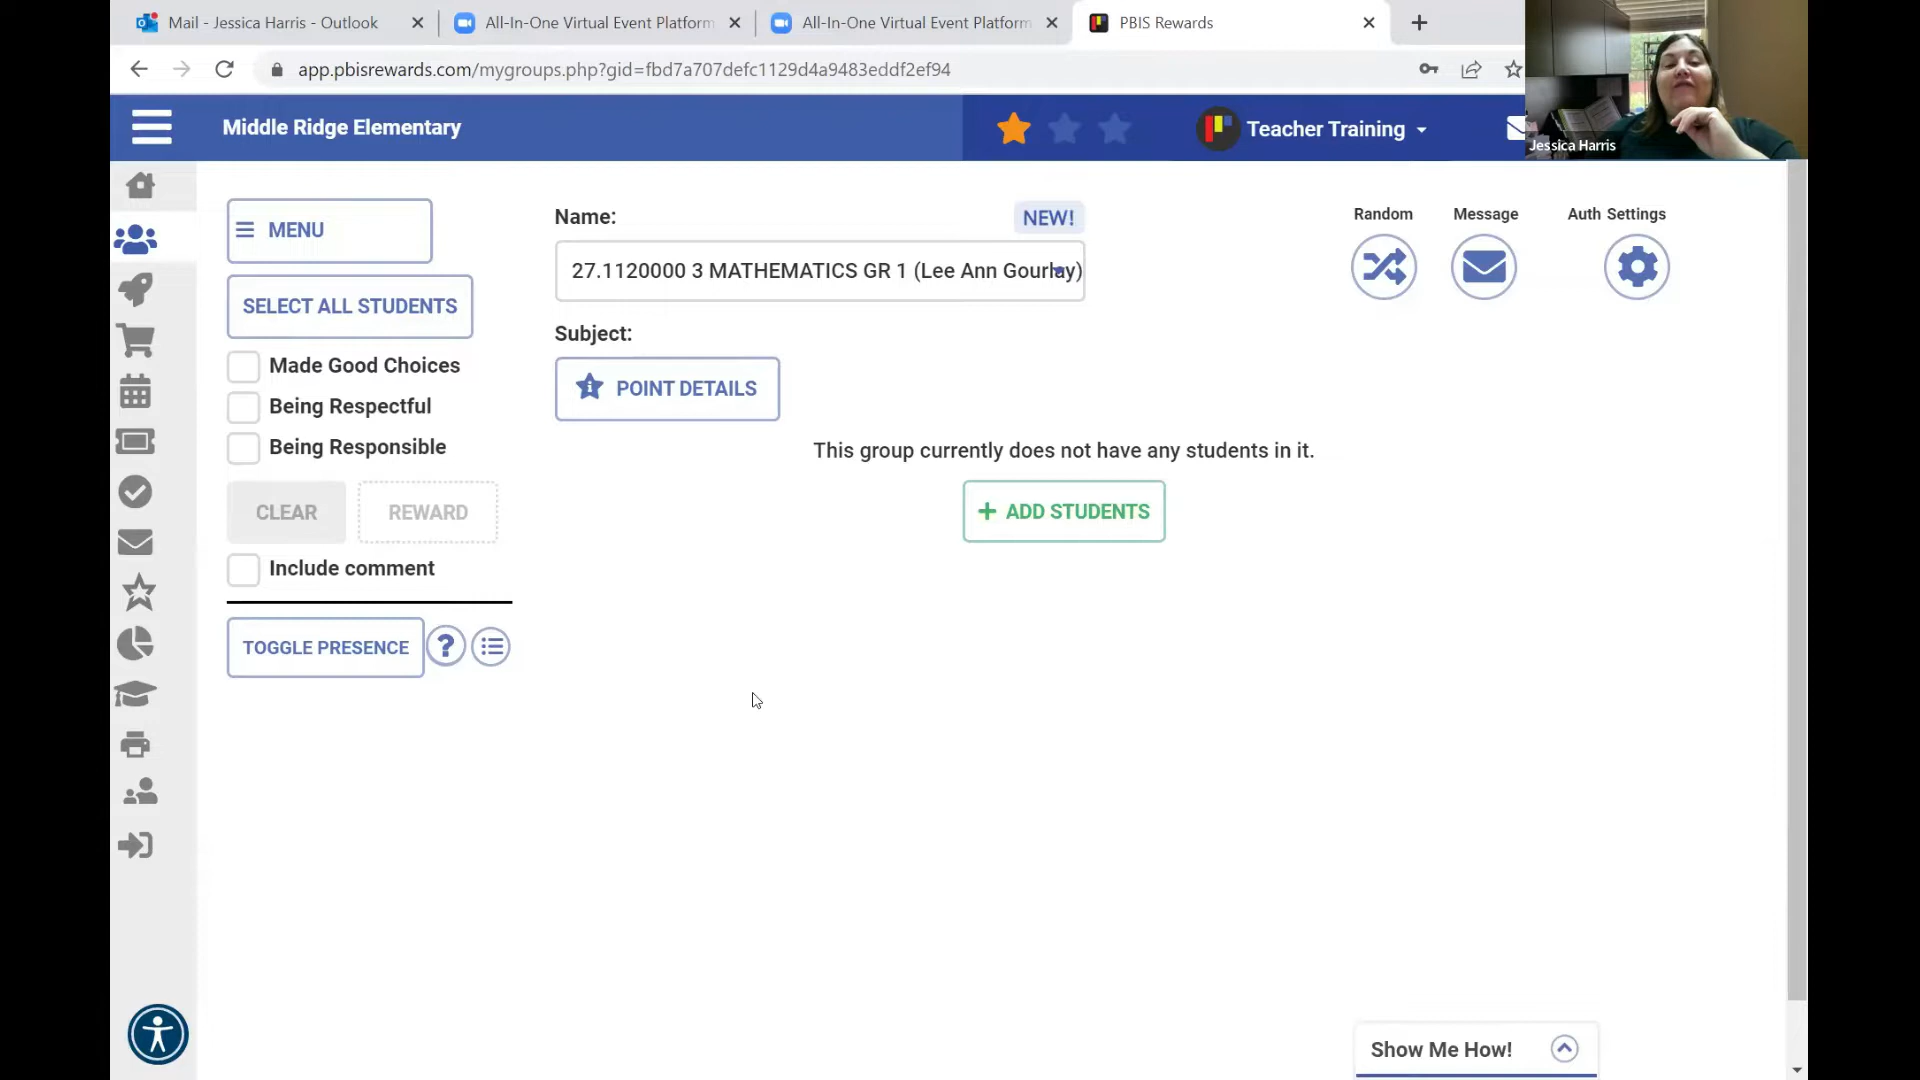 Mail - Jessica Harris - Outlook
All-In-One Virtual Event Platform
All-In-One Virtual Event Platform
PBIS Rewards
app.pbisrewards.com/mygroups.php?gid=fbd7a707defc1129d4a9483eddf2ef94
Middle Ridge Elementary
Teacher Training
Jessica Harris
MENU
SELECT ALL STUDENTS
Made Good Choices
Being Respectful
Being Responsible
CLEAR
REWARD
Include comment
TOGGLE PRESENCE
?
Name:
NEW!
27.1120000 3 MATHEMATICS GR 1 (Lee Ann Gourlay)
Subject:
POINT DETAILS
Random
Message
Auth Settings
This group currently does not have any students in it.
+ ADD STUDENTS
Show Me How!